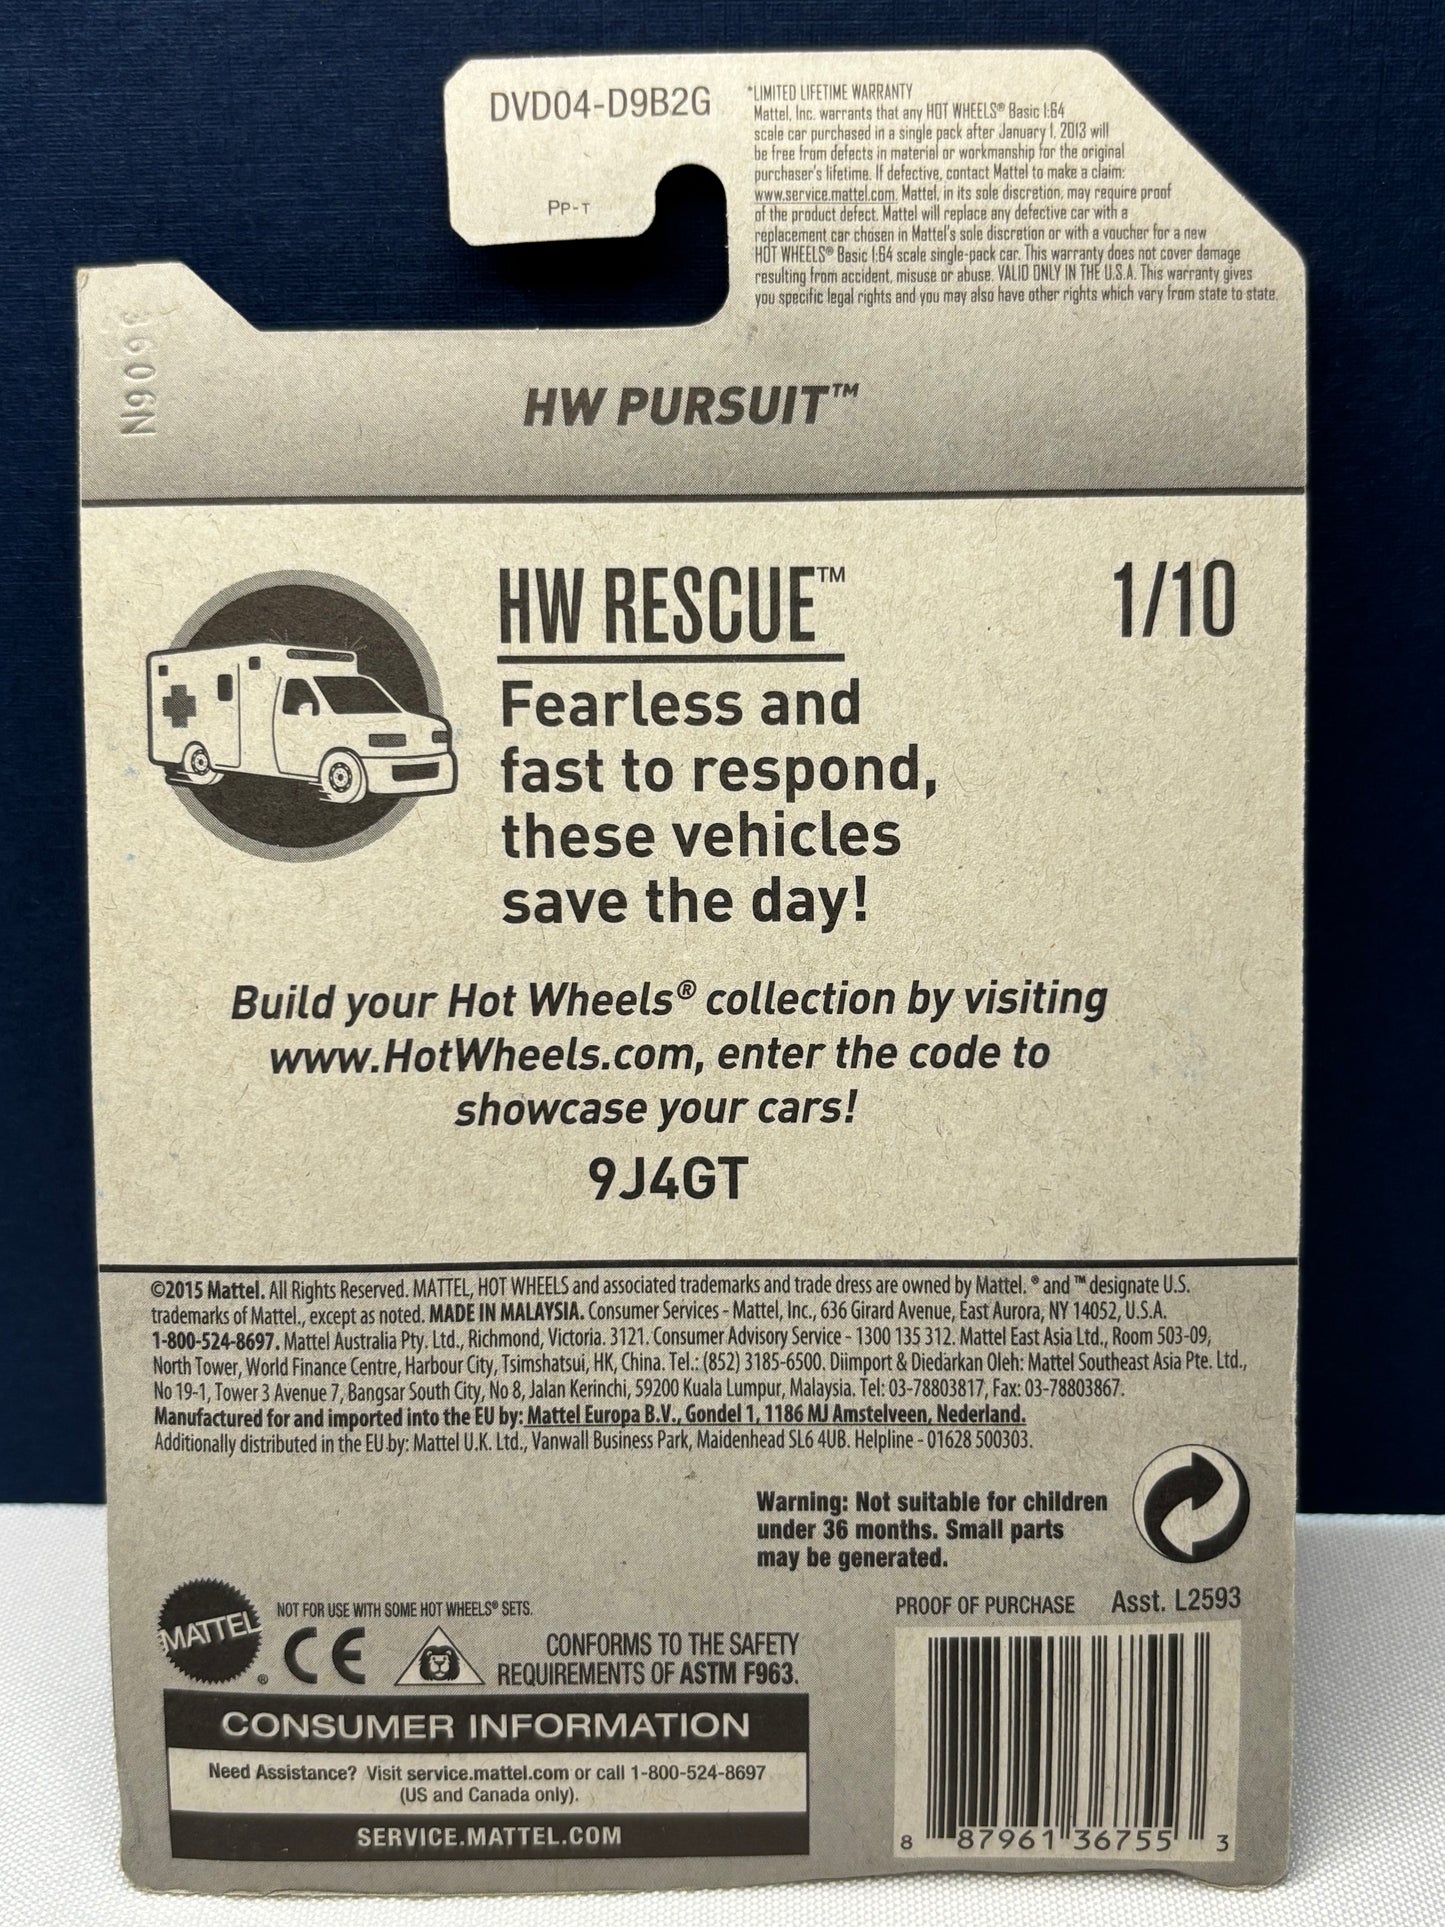 DVD04-D9B2G
PP-T
*LIMITED LIFETIME WARRANTY
Mattel, Inc. warrants that any HOT WHEELS® Basic 1:64
scale car purchased in a single pack after January 1, 2013 will
be free from defects in material or workmanship for the original
purchaser's lifetime. If defective, contact Mattel to make a claim:
www.service.mattel.com. Mattel, in its sole discretion, may require proof
of the product defect. Mattel will replace any defective car with a
replacement car chosen in Mattel's sole discretion or with a voucher for a new
HOT WHEELS® Basic 1:64 scale single-pack car. This warranty does not cover damage
resulting from accident, misuse or abuse. VALID ONLY IN THE U.S.A. This warranty gives
you specific legal rights and you may also have other rights which vary from state to state.
HW PURSUIT™
HW RESCUE™
1/10
Fearless and
fast to respond,
these vehicles
save the day!
Build your Hot Wheels® collection by visiting
www.HotWheels.com, enter the code to
showcase your cars!
9J4GT
©2015 Mattel. All Rights Reserved. MATTEL, HOT WHEELS and associated trademarks and trade dress are owned by Mattel. ® and ™ designate U.S.
trademarks of Mattel., except as noted. MADE IN MALAYSIA. Consumer Services - Mattel, Inc., 636 Girard Avenue, East Aurora, NY 14052, U.S.A.
1-800-524-8697. Mattel Australia Pty. Ltd., Richmond, Victoria. 3121. Consumer Advisory Service - 1300 135 312. Mattel East Asia Ltd., Room 503-09,
North Tower, World Finance Centre, Harbour City, Tsimshatsui, HK, China. Tel.: (852) 3185-6500. Diimport & Diedarkan Oleh: Mattel Southeast Asia Pte. Ltd.,
No 19-1, Tower 3 Avenue 7, Bangsar South City, No 8, Jalan Kerinchi, 59200 Kuala Lumpur, Malaysia. Tel: 03-78803817, Fax: 03-78803867.
Manufactured for and imported into the EU by: Mattel Europa B.V., Gondel 1, 1186 MJ Amstelveen, Nederland.
Additionally distributed in the EU by: Mattel U.K. Ltd., Vanwall Business Park, Maidenhead SL6 4UB. Helpline - 01628 500303.
Warning: Not suitable for children
under 36 months. Small parts
may be generated.
PROOF OF PURCHASE Asst. L2593
MATTEL ®
NOT FOR USE WITH SOME HOT WHEELS® SETS.
CE
CONFORMS TO THE SAFETY
REQUIREMENTS OF ASTM F963.
CONSUMER INFORMATION
Need Assistance? Visit service.mattel.com or call 1-800-524-8697
(US and Canada only).
SERVICE.MATTEL.COM
8 87961 36755 3